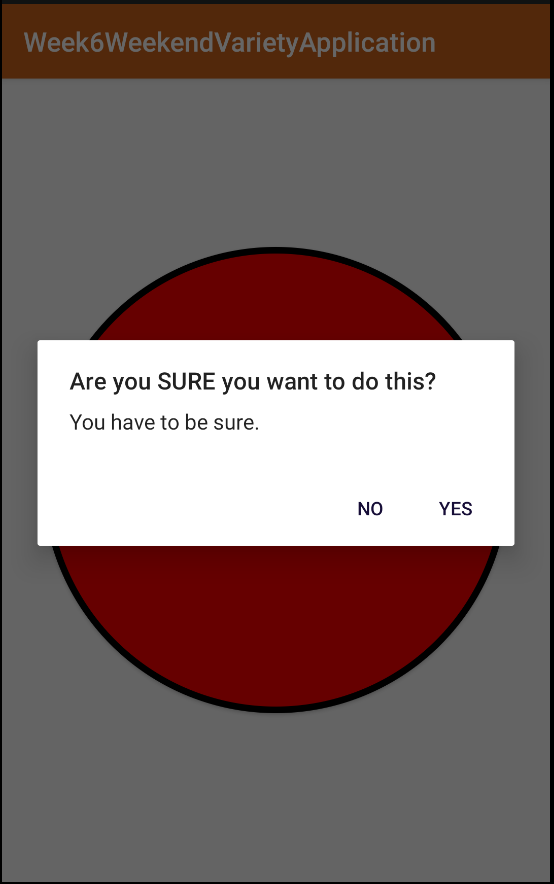 Week6WeekendVarietyApplication
Are you SURE you want to do this?
You have to be sure.
NO YES